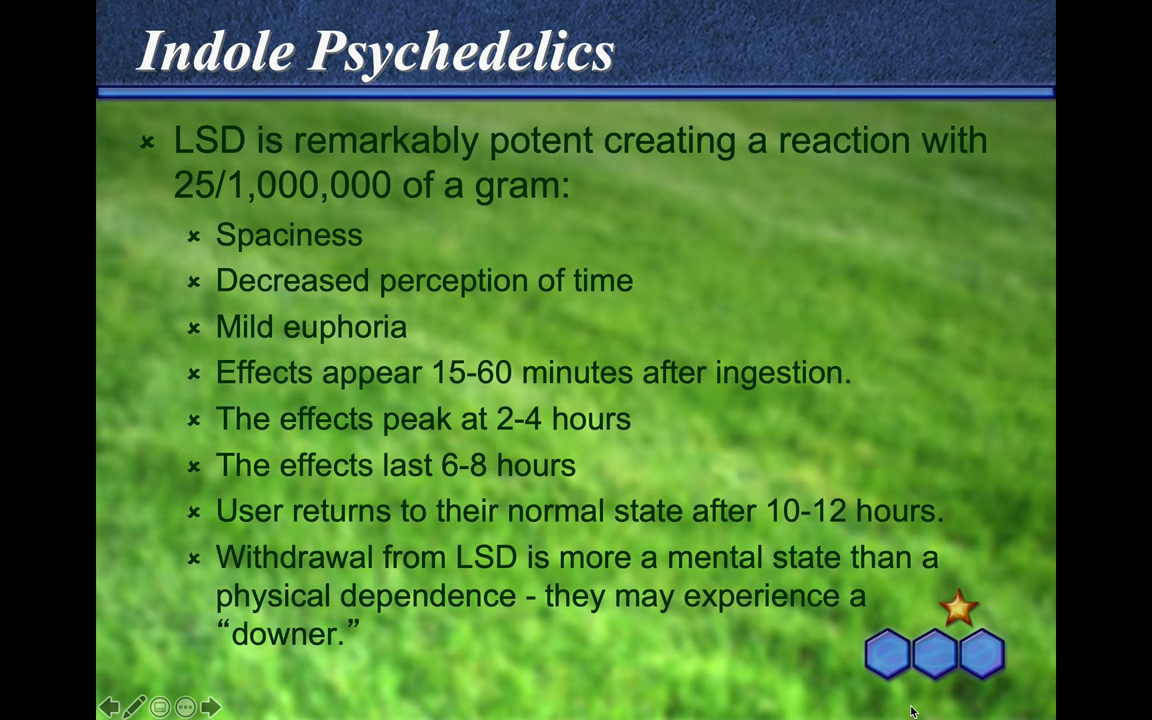 Indole Psychedelics
LSD is remarkably potent creating a reaction with
25/1,000,000 of a gram:
Spaciness
Decreased perception of time
Mild euphoria
Effects appear 15-60 minutes after ingestion.
The effects peak at 2-4 hours
The effects last 6-8 hours
User returns to their normal state after 10-12 hours.
Withdrawal from LSD is more a mental state than a
physical dependence - they may experience a
“downer.”